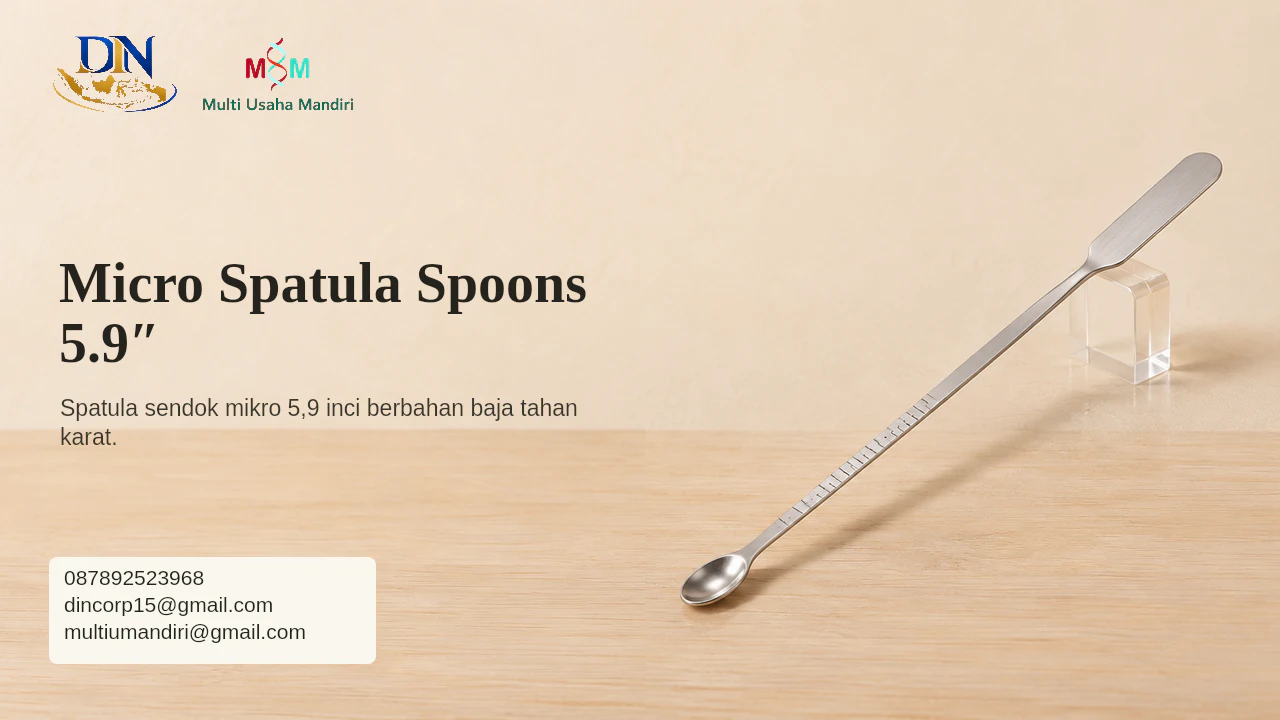 DN
MSM
Multi Usaha Mandiri
Micro Spatula Spoons
5.9″
Spatula sendok mikro 5,9 inci berbahan baja tahan
karat.
087892523968
dincorp15@gmail.com
multiumandiri@gmail.com